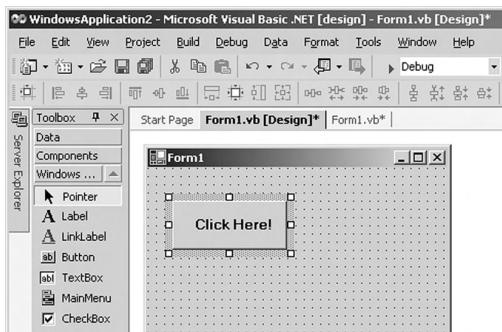 WindowsApplication2 - Microsoft Visual Basic .NET [design] - Form1.vb [Design]*
File Edit View Project Build Debug Data Format Tools Window Help
Debug
Toolbox
Start Page Form1.vb [Design]* Form1.vb*
Server Explorer
Data
Components
Windows ...
Pointer
A Label
A LinkLabel
ab Button
abl TextBox
MainMenu
CheckBox
Form1
Click Here!